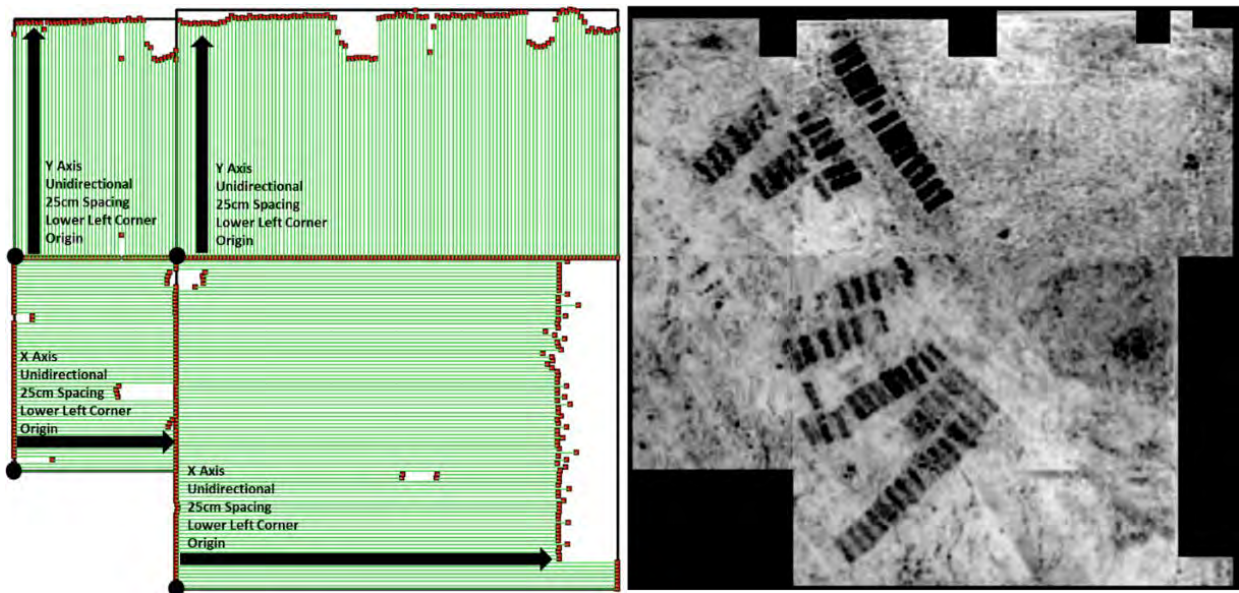 Y Axis
Unidirectional
25cm Spacing
Lower Left Corner
Origin
Y Axis
Unidirectional
25cm Spacing
Lower Left Corner
Origin
X Axis
Unidirectional
25cm Spacing
Lower Left Corner
Origin
X Axis
Unidirectional
25cm Spacing
Lower Left Corner
Origin